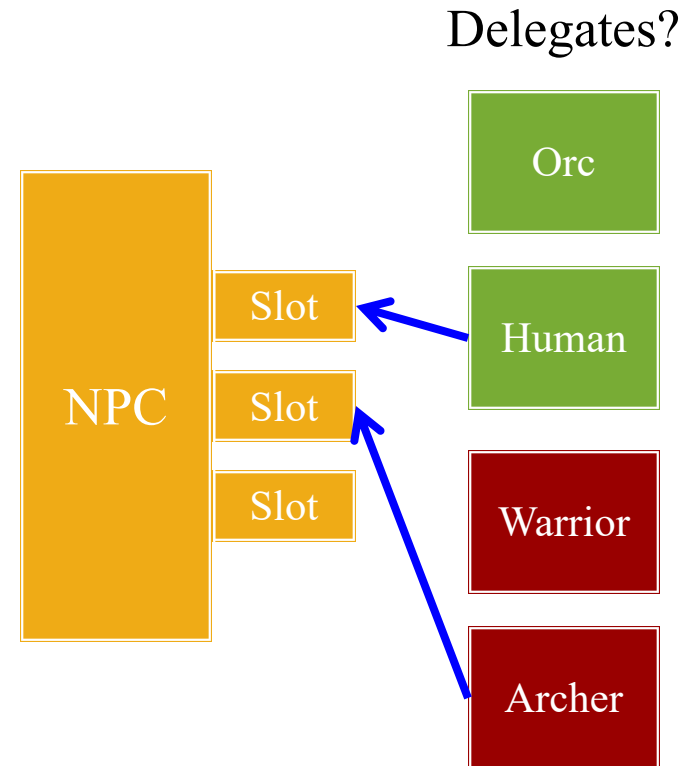 Delegates?
Orc
Slot
Human
NPC
Slot
Slot
Warrior
Archer